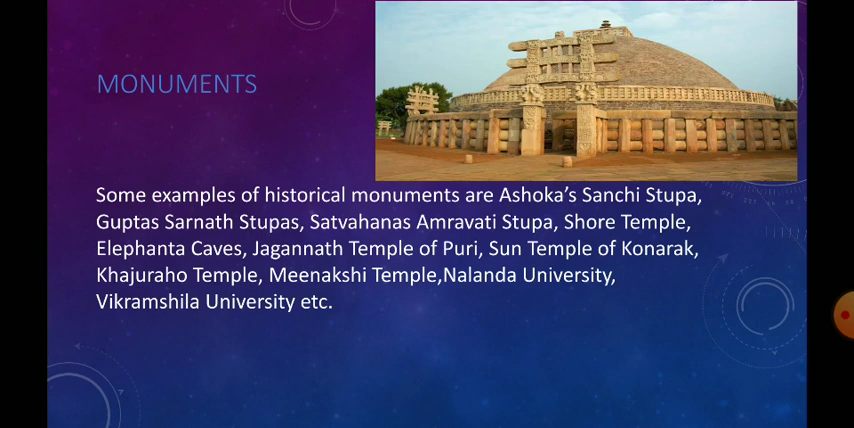 MONUMENTS
Some examples of historical monuments are Ashoka’s Sanchi Stupa,
Guptas Sarnath Stupas, Satvahanas Amravati Stupa, Shore Temple,
Elephanta Caves, Jagannath Temple of Puri, Sun Temple of Konarak,
Khajuraho Temple, Meenakshi Temple,Nalanda University,
Vikramshila University etc.